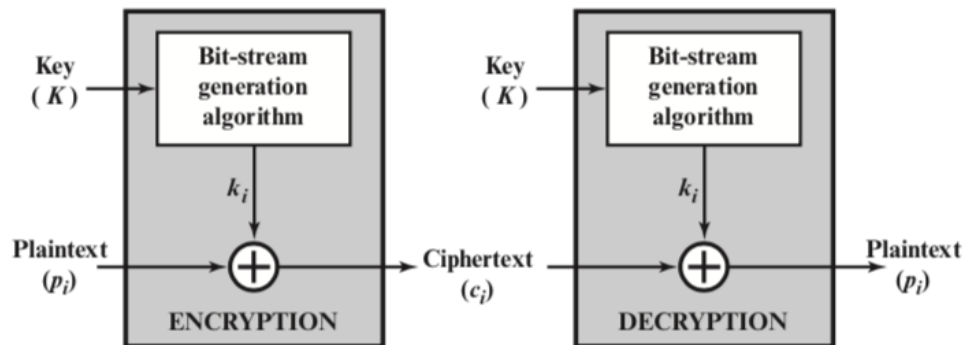 Key
( K )
Bit-stream
generation
algorithm
k_i
Plaintext
(p_i)
ENCRYPTION
Ciphertext
(c_i)
Key
( K )
Bit-stream
generation
algorithm
k_i
Plaintext
(p_i)
DECRYPTION